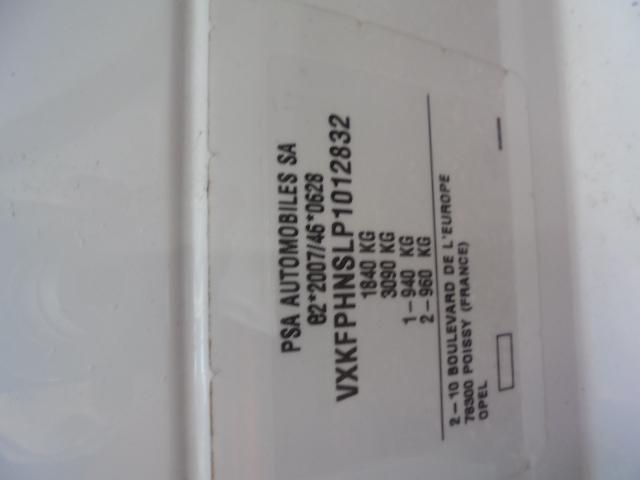 PSA AUTOMOBILES SA
e2*2007/46*0628
VXKFPHNSLP1012832
1840 KG
3090 KG
1-940 KG
2-960 KG
2-10 BOULEVARD DE L'EUROPE
78300 POISSY (FRANCE)
OPEL